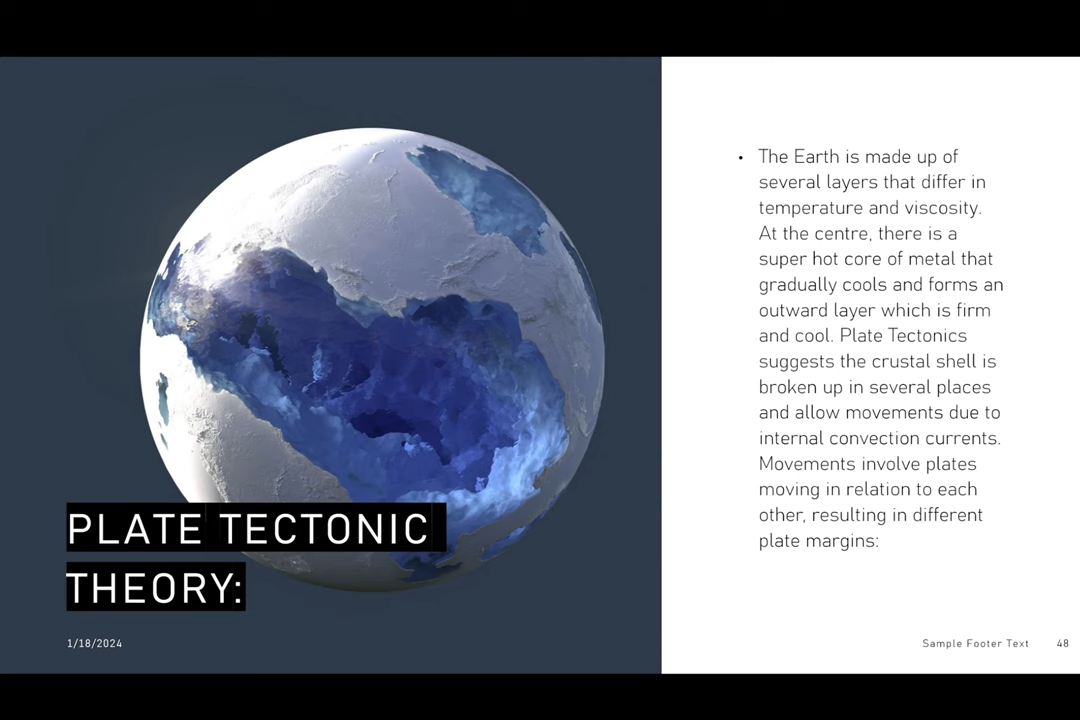 PLATE TECTONIC
THEORY:
1/18/2024
• The Earth is made up of
several layers that differ in
temperature and viscosity.
At the centre, there is a
super hot core of metal that
gradually cools and forms an
outward layer which is firm
and cool. Plate Tectonics
suggests the crustal shell is
broken up in several places
and allow movements due to
internal convection currents.
Movements involve plates
moving in relation to each
other, resulting in different
plate margins:
Sample Footer Text 48